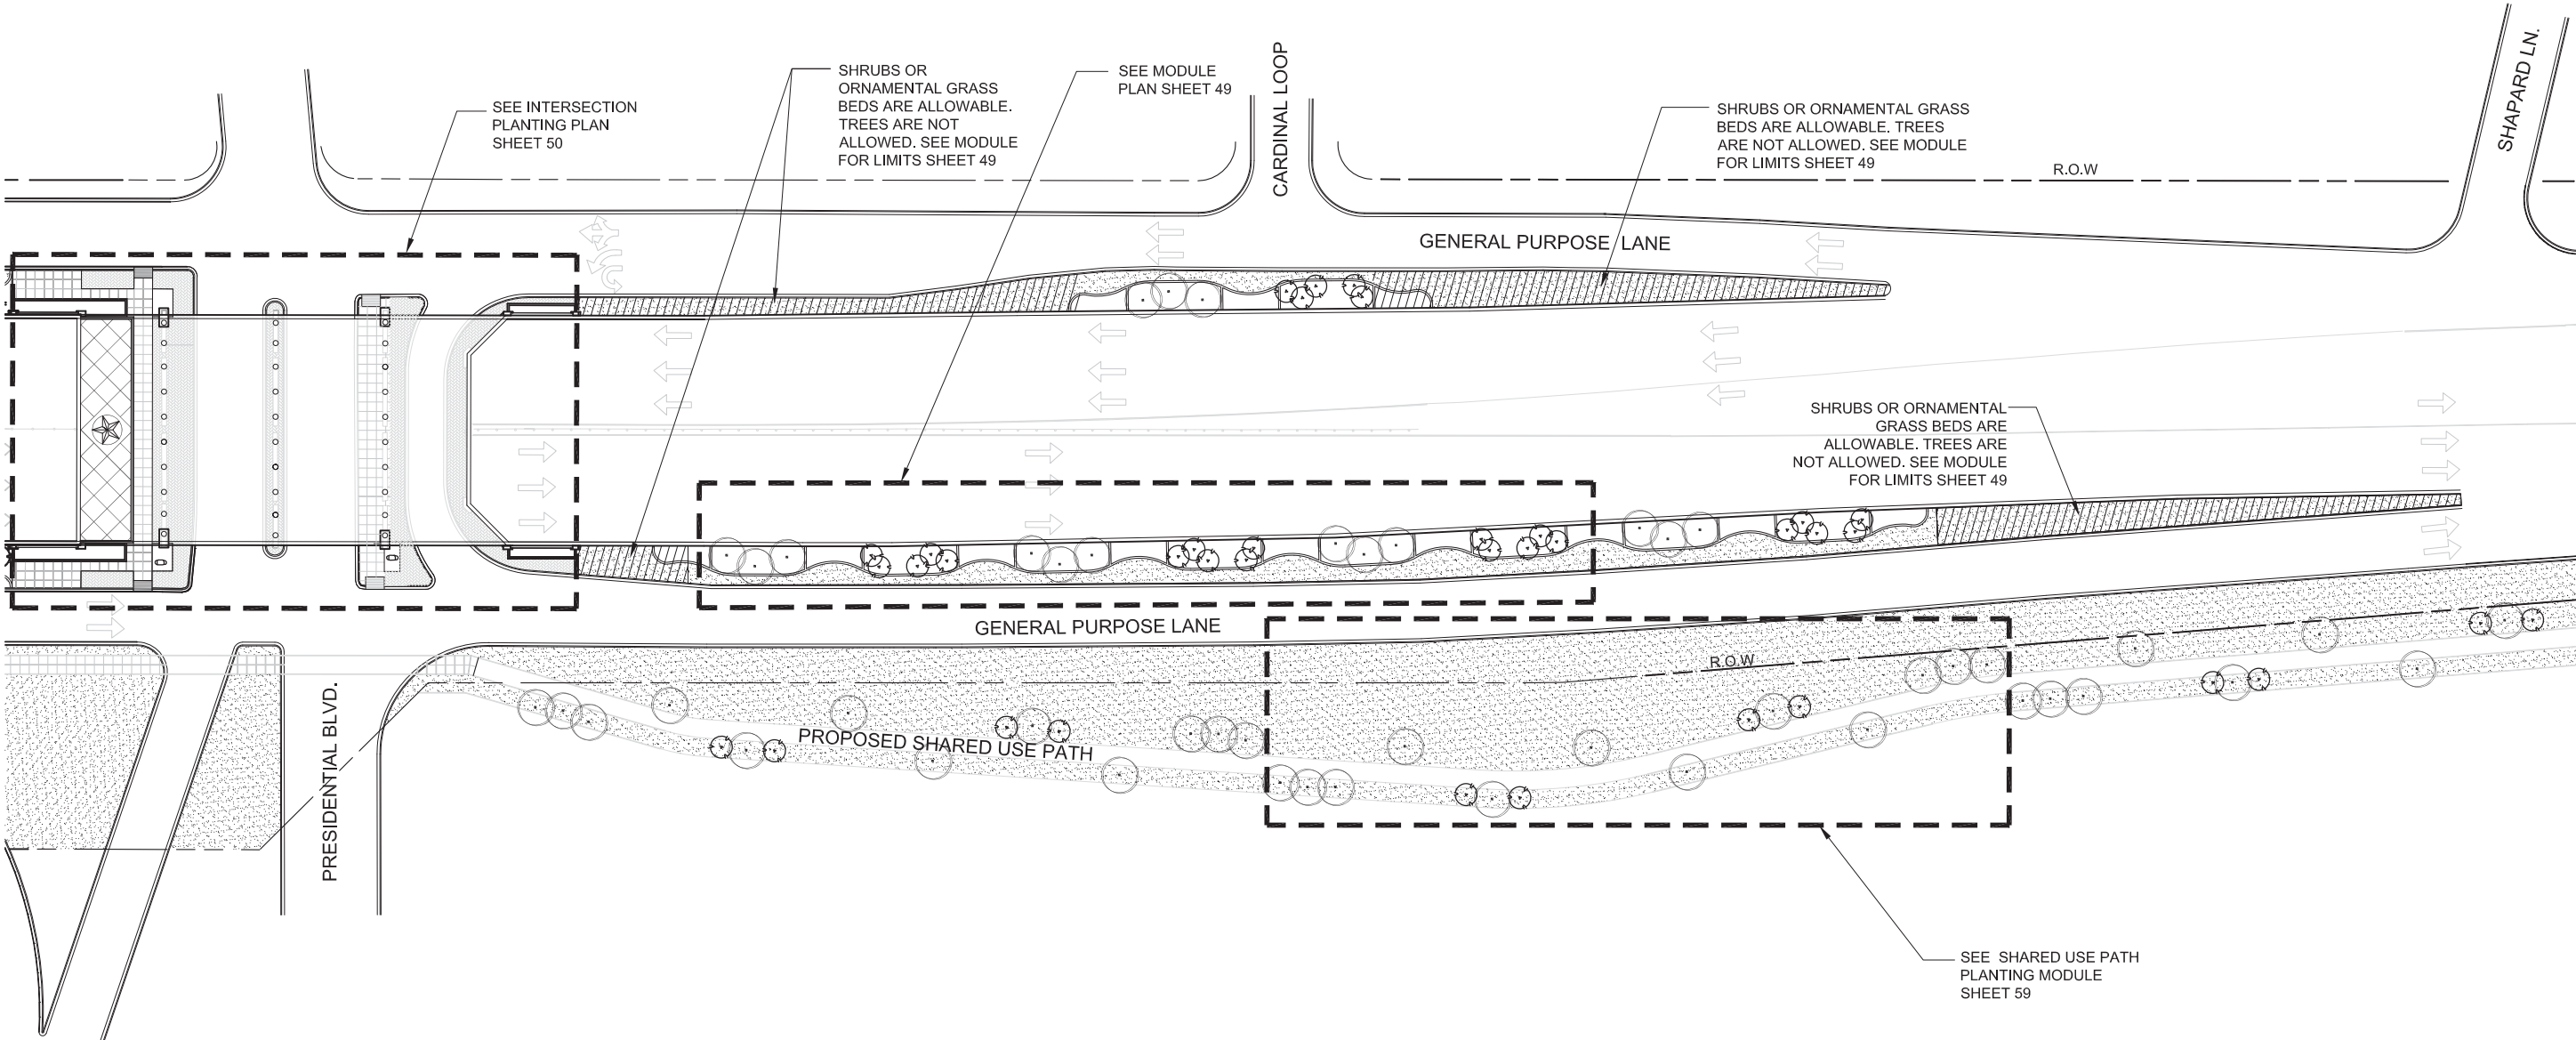 SEE INTERSECTION
PLANTING PLAN
SHEET 50
SHRUBS OR
ORNAMENTAL GRASS
BEDS ARE ALLOWABLE.
TREES ARE NOT
ALLOWED. SEE MODULE
FOR LIMITS SHEET 49
SEE MODULE
PLAN SHEET 49
CARDINAL LOOP
SHRUBS OR ORNAMENTAL GRASS
BEDS ARE ALLOWABLE. TREES
ARE NOT ALLOWED. SEE MODULE
FOR LIMITS SHEET 49
R.O.W
SHAPARD LN.
GENERAL PURPOSE LANE
SHRUBS OR ORNAMENTAL
GRASS BEDS ARE
ALLOWABLE. TREES ARE
NOT ALLOWED. SEE MODULE
FOR LIMITS SHEET 49
GENERAL PURPOSE LANE
R.O.W
PRESIDENTIAL BLVD.
PROPOSED SHARED USE PATH
SEE SHARED USE PATH
PLANTING MODULE
SHEET 59